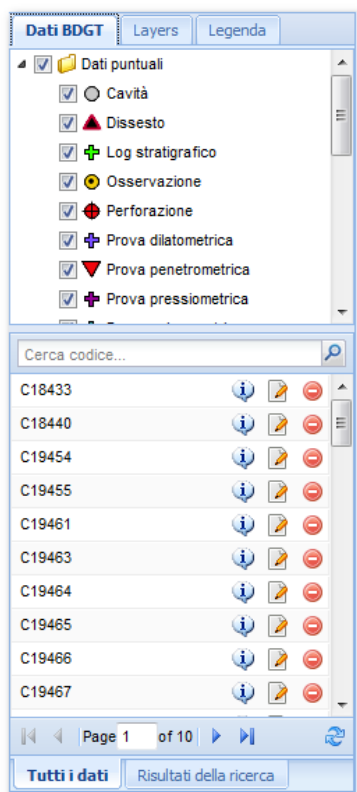 Dati BDGT Layers Legenda
Dati puntuali
Cavità
Dissesto
Log stratigrafico
Osservazione
Perforazione
Prova dilatometrica
Prova penetrometrica
Prova pressiometrica
Cerca codice...
C18433
C18440
C19454
C19455
C19461
C19463
C19464
C19465
C19466
C19467
Page 1 of 10
Tutti i dati Risultati della ricerca